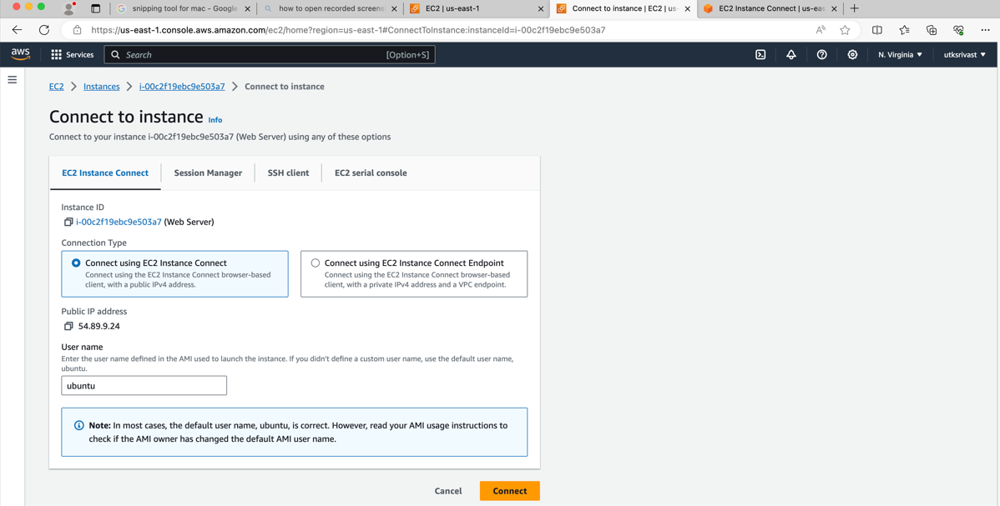 snipping tool for mac - Google
how to open recorded screens
EC2 | us-east-1
Connect to instance | EC2 | us-
EC2 Instance Connect | us-eas
https://us-east-1.console.aws.amazon.com/ec2/home?region=us-east-1#ConnectToInstance:instanceId=i-00c2f19ebc9e503a7
aws
Services
Search
[Option+S]
N. Virginia
utksrivast
EC2
Instances
i-00c2f19ebc9e503a7
Connect to instance
Connect to instance Info
Connect to your instance i-00c2f19ebc9e503a7 (Web Server) using any of these options
EC2 Instance Connect
Session Manager
SSH client
EC2 serial console
Instance ID
i-00c2f19ebc9e503a7 (Web Server)
Connection Type
Connect using EC2 Instance Connect
Connect using the EC2 Instance Connect browser-based
client, with a public IPv4 address.
Connect using EC2 Instance Connect Endpoint
Connect using the EC2 Instance Connect browser-based
client, with a private IPv4 address and a VPC endpoint.
Public IP address
54.89.9.24
User name
Enter the user name defined in the AMI used to launch the instance. If you didn't define a custom user name, use the default user name,
ubuntu.
ubuntu
Note: In most cases, the default user name, ubuntu, is correct. However, read your AMI usage instructions to
check if the AMI owner has changed the default AMI user name.
Cancel
Connect